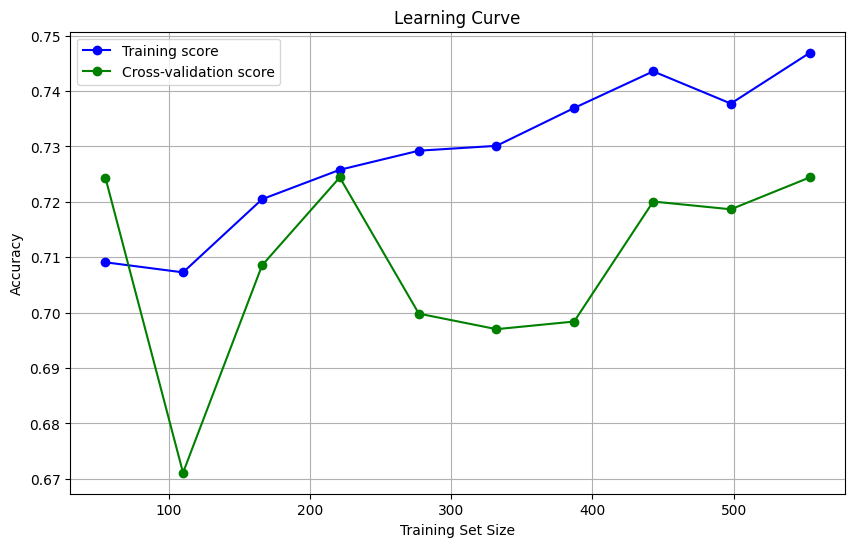 Learning Curve
Training score
Cross-validation score
Accuracy
0.75
0.74
0.73
0.72
0.71
0.70
0.69
0.68
0.67
100 200 300 400 500
Training Set Size